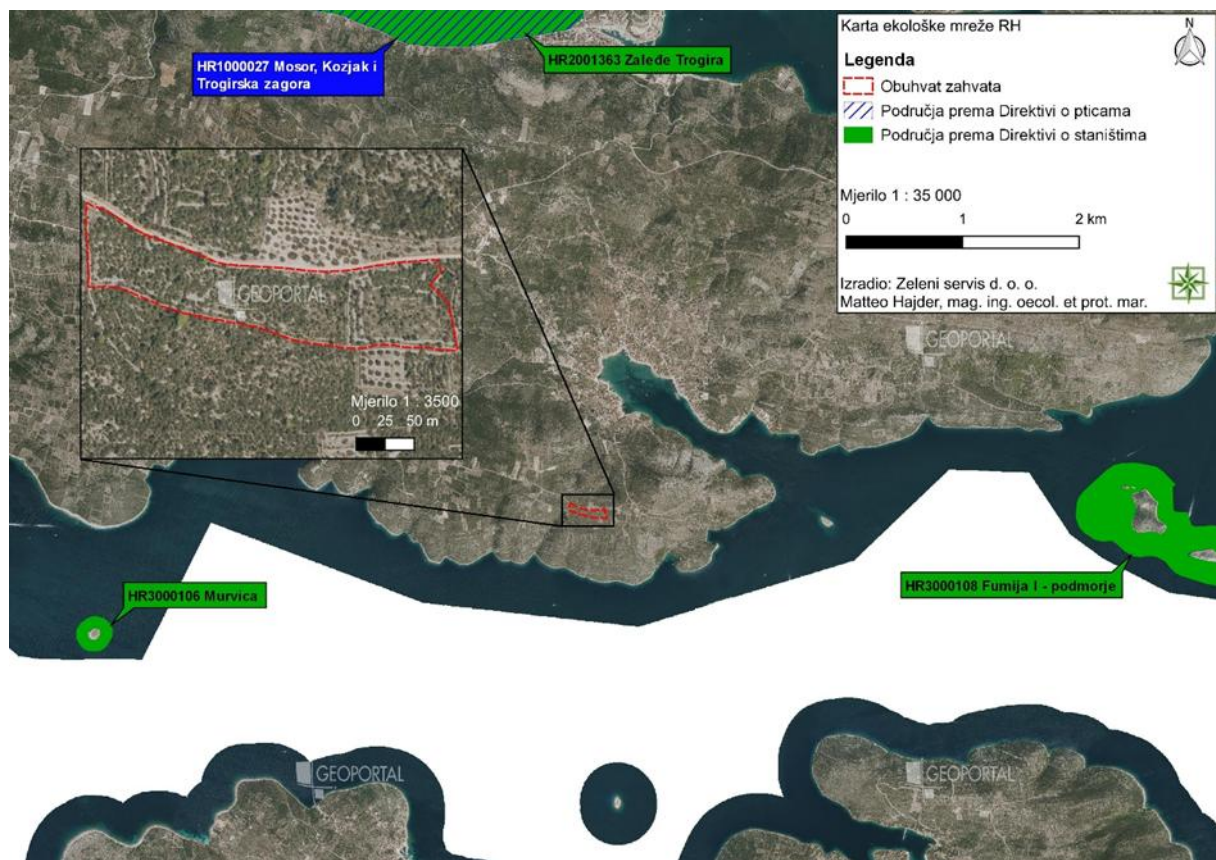 HR1000027 Mosor, Kozjak i
Trogirska zagora
HR2001363 Zaleđe Trogira
Karta ekološke mreže RH
N
Legenda
Obuhvat zahvata
Područja prema Direktivi o pticama
Područja prema Direktivi o staništima
Mjerilo 1 : 35 000
0 1 2 km
Izradio: Zeleni servis d. o. o.
Matteo Hajder, mag. ing. oecol. et prot. mar.
GEOPORTAL
Mjerilo 1 : 3500
0 25 50 m
GEOPORTAL
HR3000106 Murvica
HR3000108 Fumija I - podmorje
GEOPORTAL
GEOPORTAL